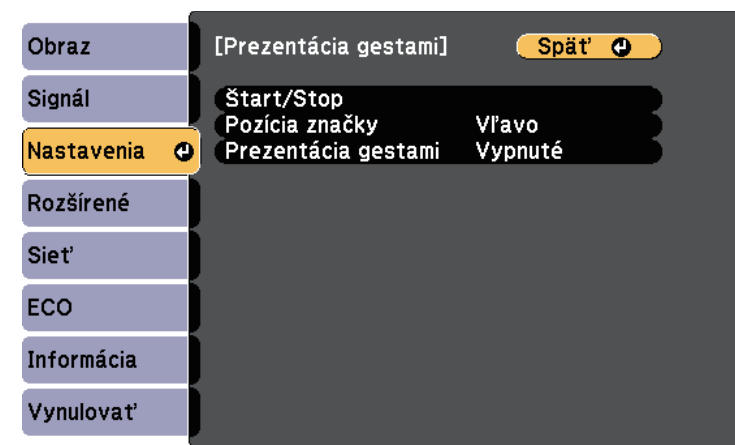 Obraz
Signál
Nastavenia
Rozšírené
Sieť
ECO
Informácia
Vynulovať
[Prezentácia gestami] Späť
Štart/Stop
Pozícia značky Vľavo
Prezentácia gestami Vypnuté